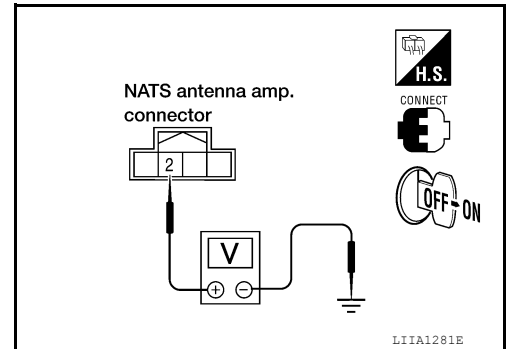 NATS antenna amp.
connector
2
V
+ −
H.S.
CONNECT
OFF→ON
LIIA1281E